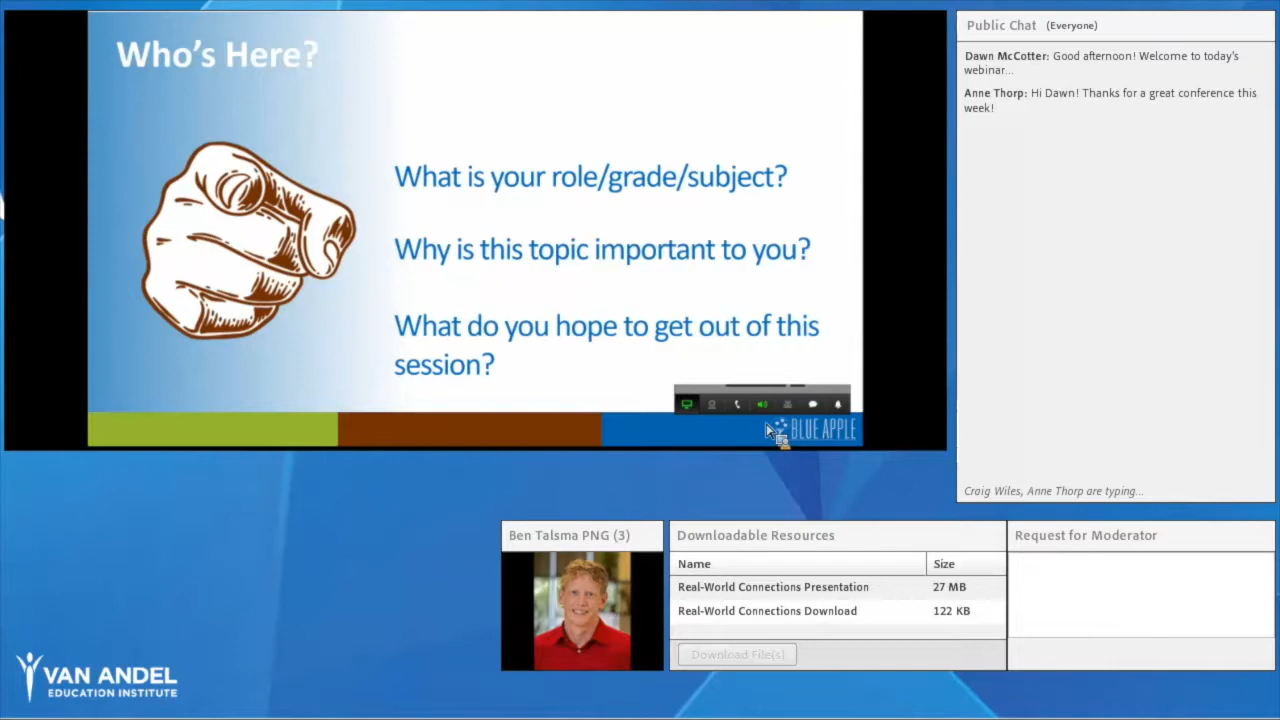 Who's Here?
What is your role/grade/subject?
Why is this topic important to you?
What do you hope to get out of this
session?
BLUE APPLE
Public Chat (Everyone)
Dawn McCotter: Good afternoon! Welcome to today's
webinar...
Anne Thorp: Hi Dawn! Thanks for a great conference this
week!
Craig Wiles, Anne Thorp are typing...
Ben Talsma PNG (3)
Downloadable Resources
Name Size
Real-World Connections Presentation 27 MB
Real-World Connections Download 122 KB
Download File(s)
Request for Moderator
VAN ANDEL
EDUCATION INSTITUTE